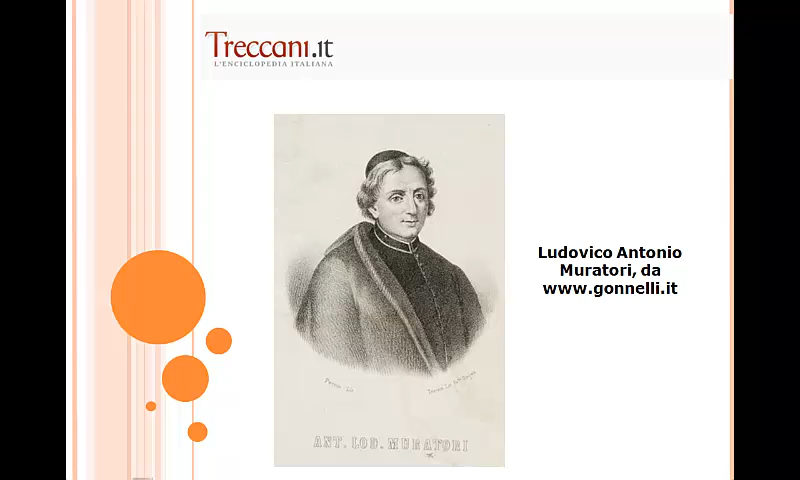 Treccani.it
L'ENCICLOPEDIA ITALIANA
Ludovico Antonio
Muratori, da
www.gonnelli.it
ANT. LOD. MURATORI